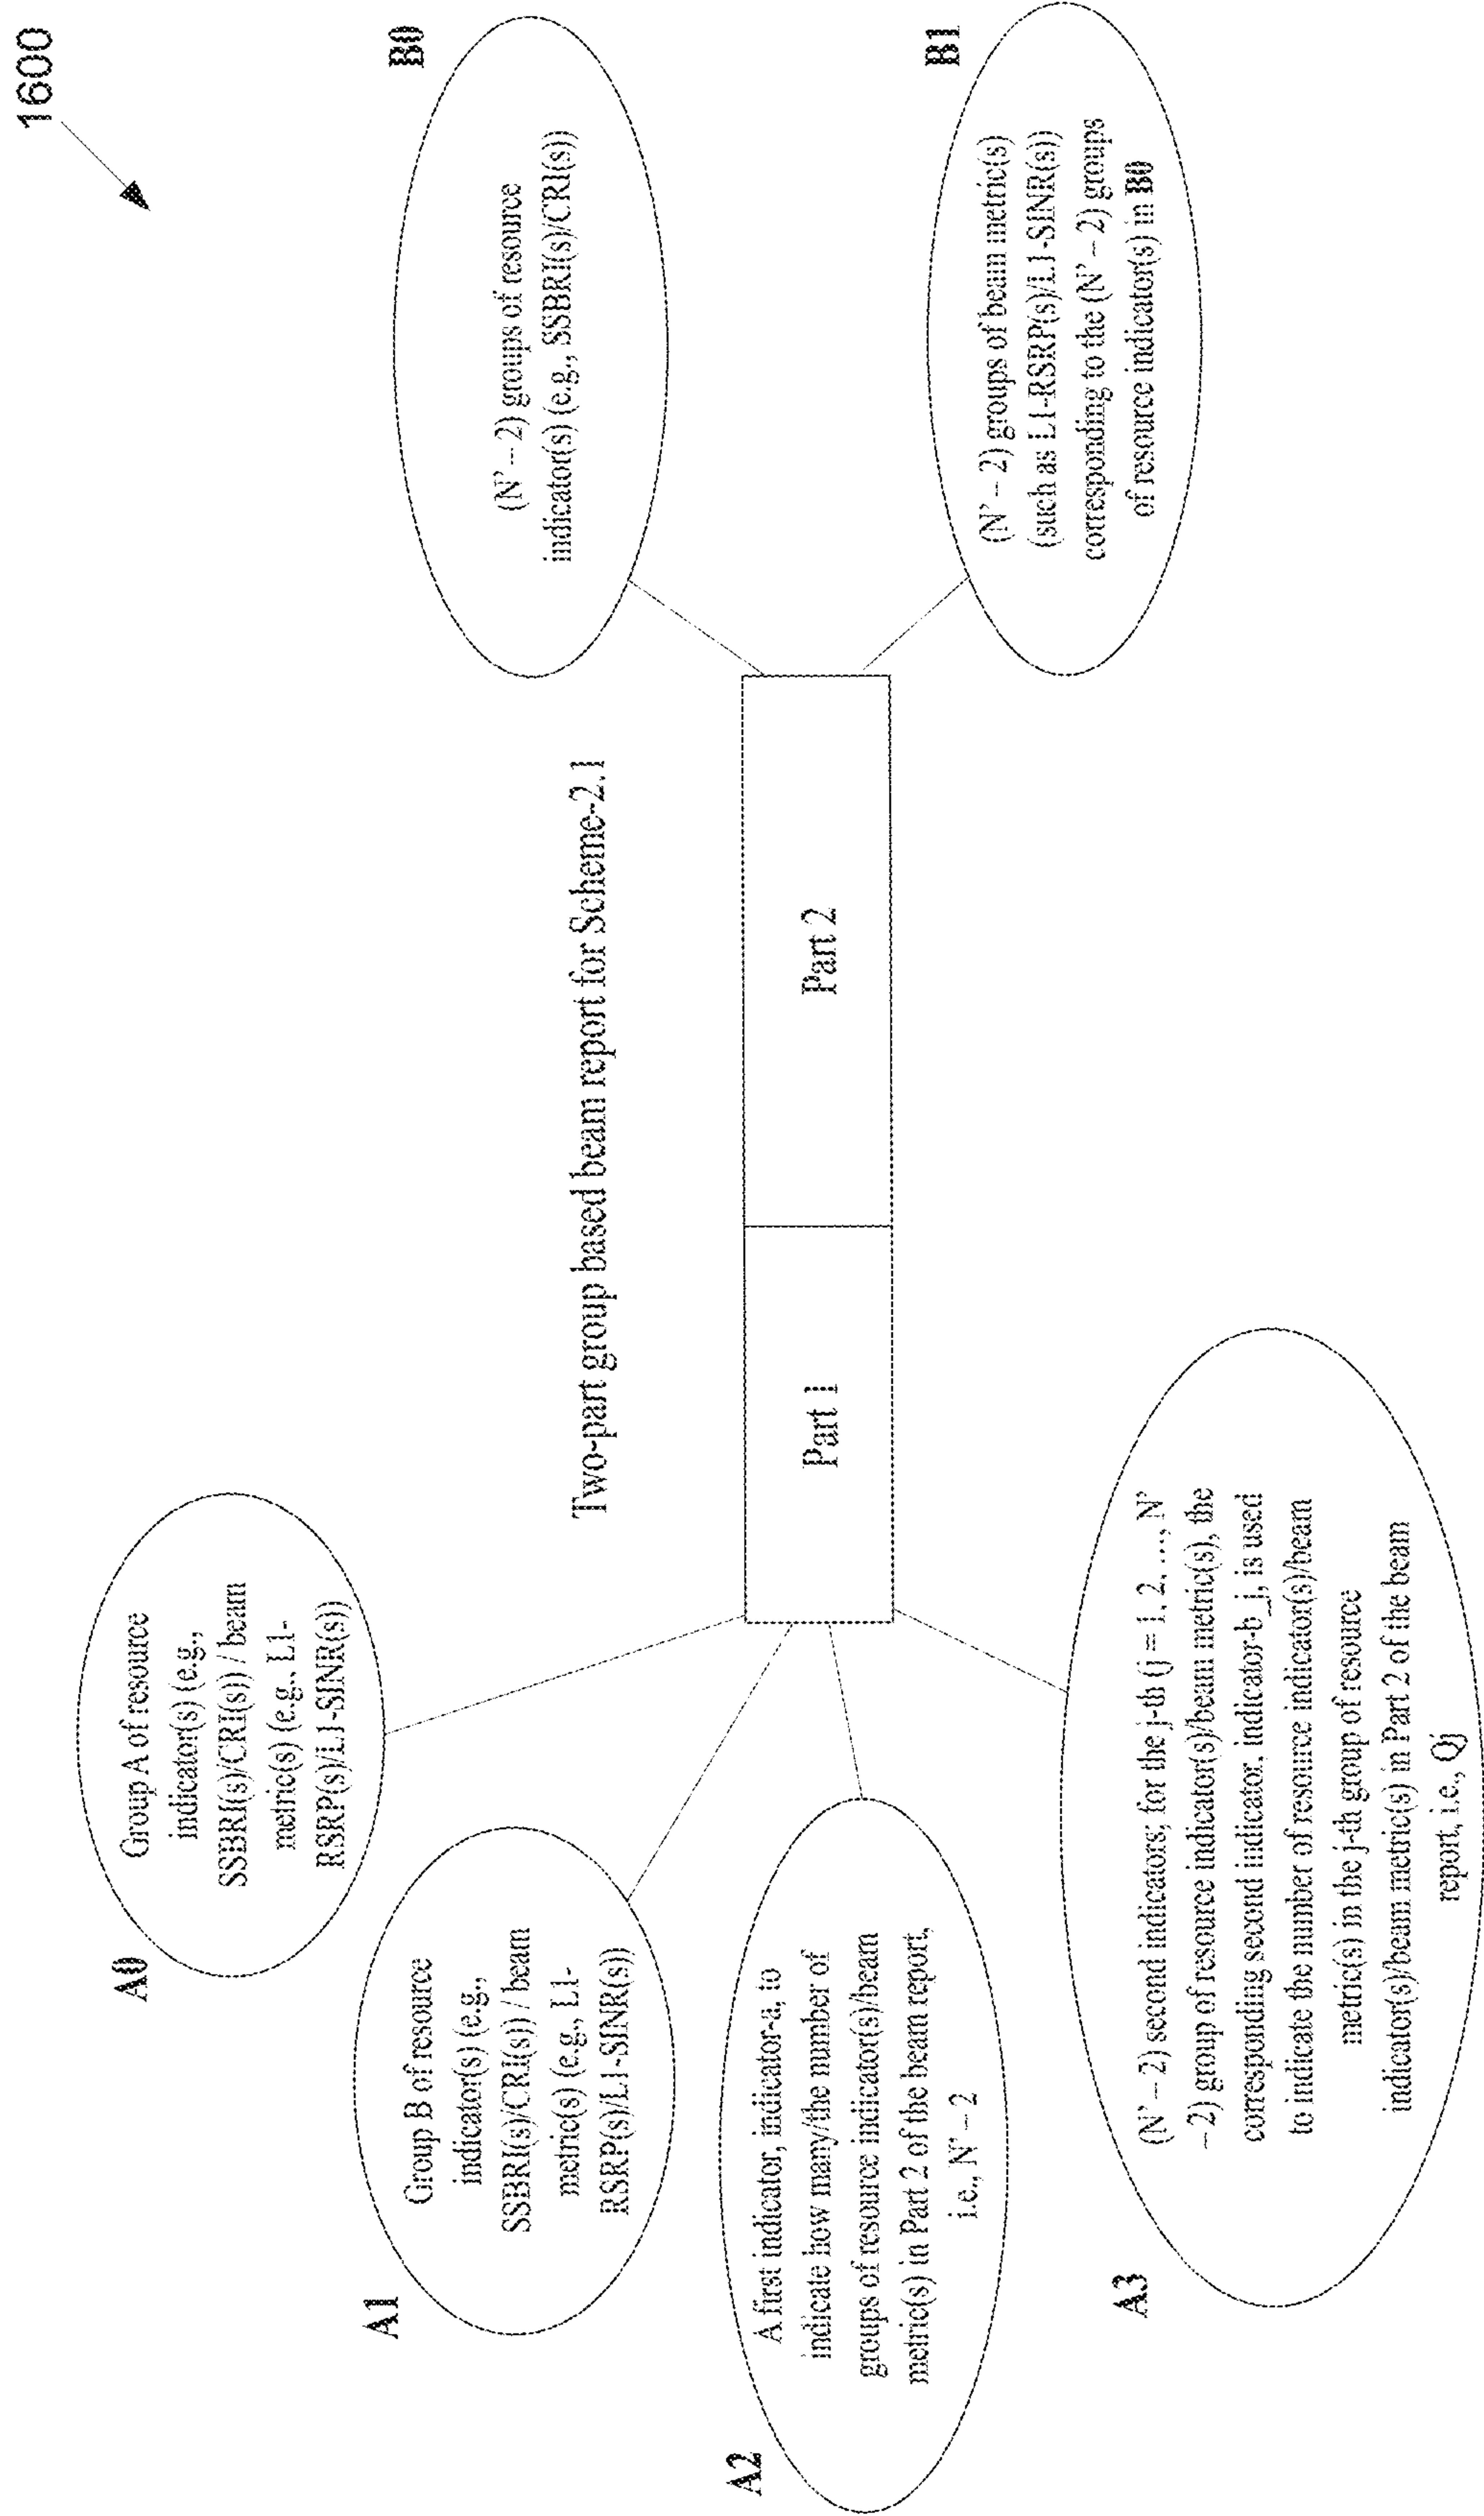 1600
Two-part group based beam report for Scheme-2.1
A0
Group A of resource
indicator(s) (e.g.,
SSBRI(s)/CRI(s)) / beam
metric(s) (e.g., L1-
RSRP(s)/L1-SINR(s))
A1
Group B of resource
indicator(s) (e.g.,
SSBRI(s)/CRI(s)) / beam
metric(s) (e.g., L1-
RSRP(s)/L1-SINR(s))
A2
A first indicator, indicator-a, to
indicate how many/the number of
groups of resource indicator(s)/beam
metric(s) in Part 2 of the beam report,
i.e., N' – 2
A3
(N' – 2) second indicators; for the j-th (j = 1, 2, …, N'
– 2) group of resource indicator(s)/beam metric(s), the
corresponding second indicator, indicator-b_j, is used
to indicate the number of resource indicator(s)/beam
metric(s) in the j-th group of resource
indicator(s)/beam metric(s) in Part 2 of the beam
report, i.e., Qj
Part 1
Part 2
B0
(N' – 2) groups of resource
indicator(s) (e.g., SSBRI(s)/CRI(s))
B1
(N' – 2) groups of beam metric(s)
(such as L1-RSRP(s)/L1-SINR(s))
corresponding to the (N' – 2) groups
of resource indicator(s) in B0